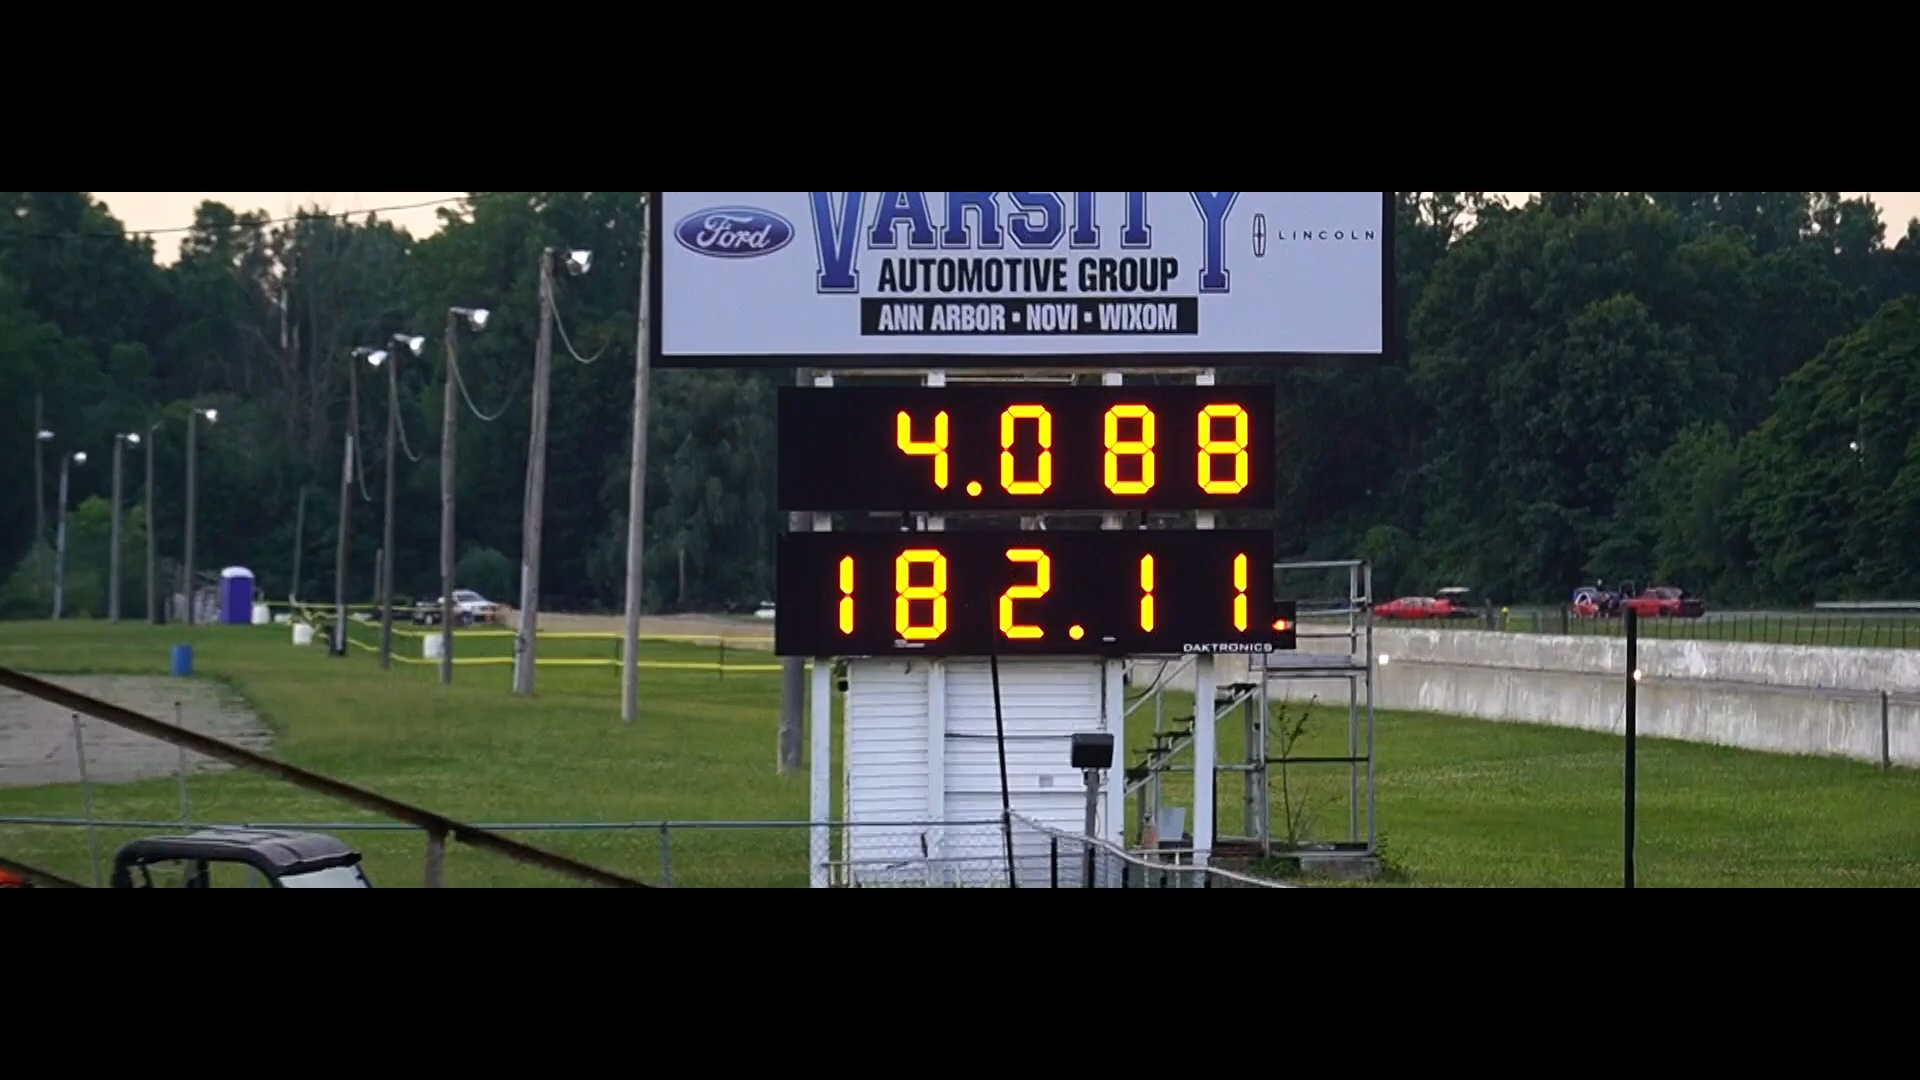 VARSITY
Ford
LINCOLN
AUTOMOTIVE GROUP
ANN ARBOR · NOVI · WIXOM
4.088
182.11
DAKTRONICS